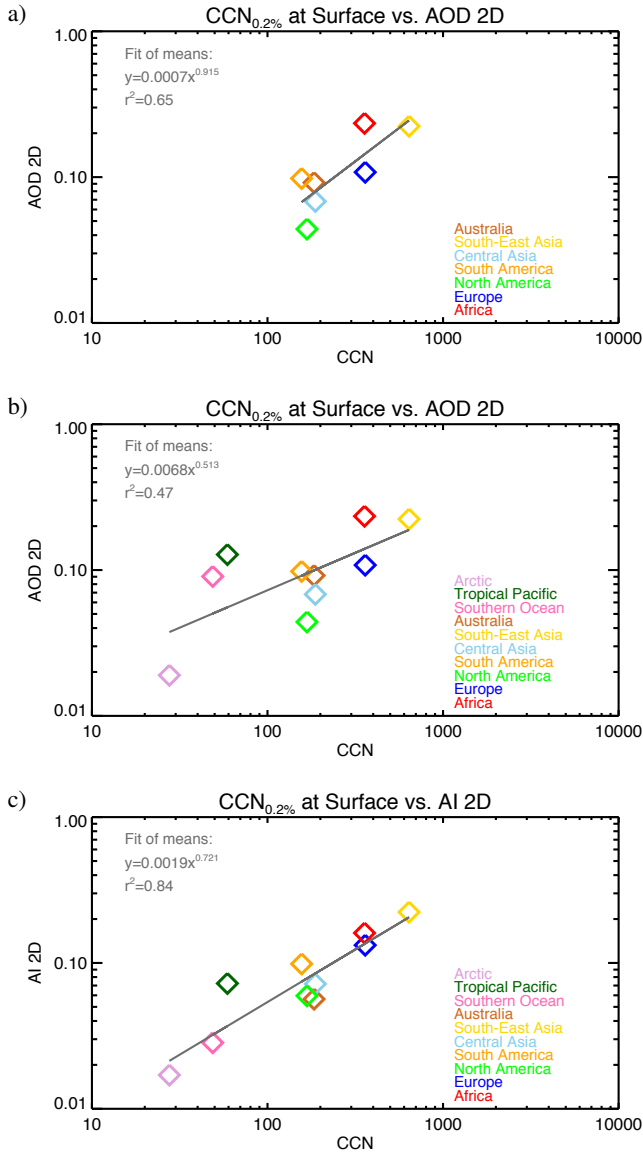 a)
CCN0.2% at Surface vs. AOD 2D
1.00
Fit of means:
y=0.0007x^0.915
r²=0.65
AOD 2D
0.10
Australia
South-East Asia
Central Asia
South America
North America
Europe
Africa
0.01
10 100 1000 10000
CCN
b)
CCN0.2% at Surface vs. AOD 2D
1.00
Fit of means:
y=0.0068x^0.513
r²=0.47
AOD 2D
0.10
Arctic
Tropical Pacific
Southern Ocean
Australia
South-East Asia
Central Asia
South America
North America
Europe
Africa
0.01
10 100 1000 10000
CCN
c)
CCN0.2% at Surface vs. AI 2D
1.00
Fit of means:
y=0.0019x^0.721
r²=0.84
AI 2D
0.10
Arctic
Tropical Pacific
Southern Ocean
Australia
South-East Asia
Central Asia
South America
North America
Europe
Africa
0.01
10 100 1000 10000
CCN